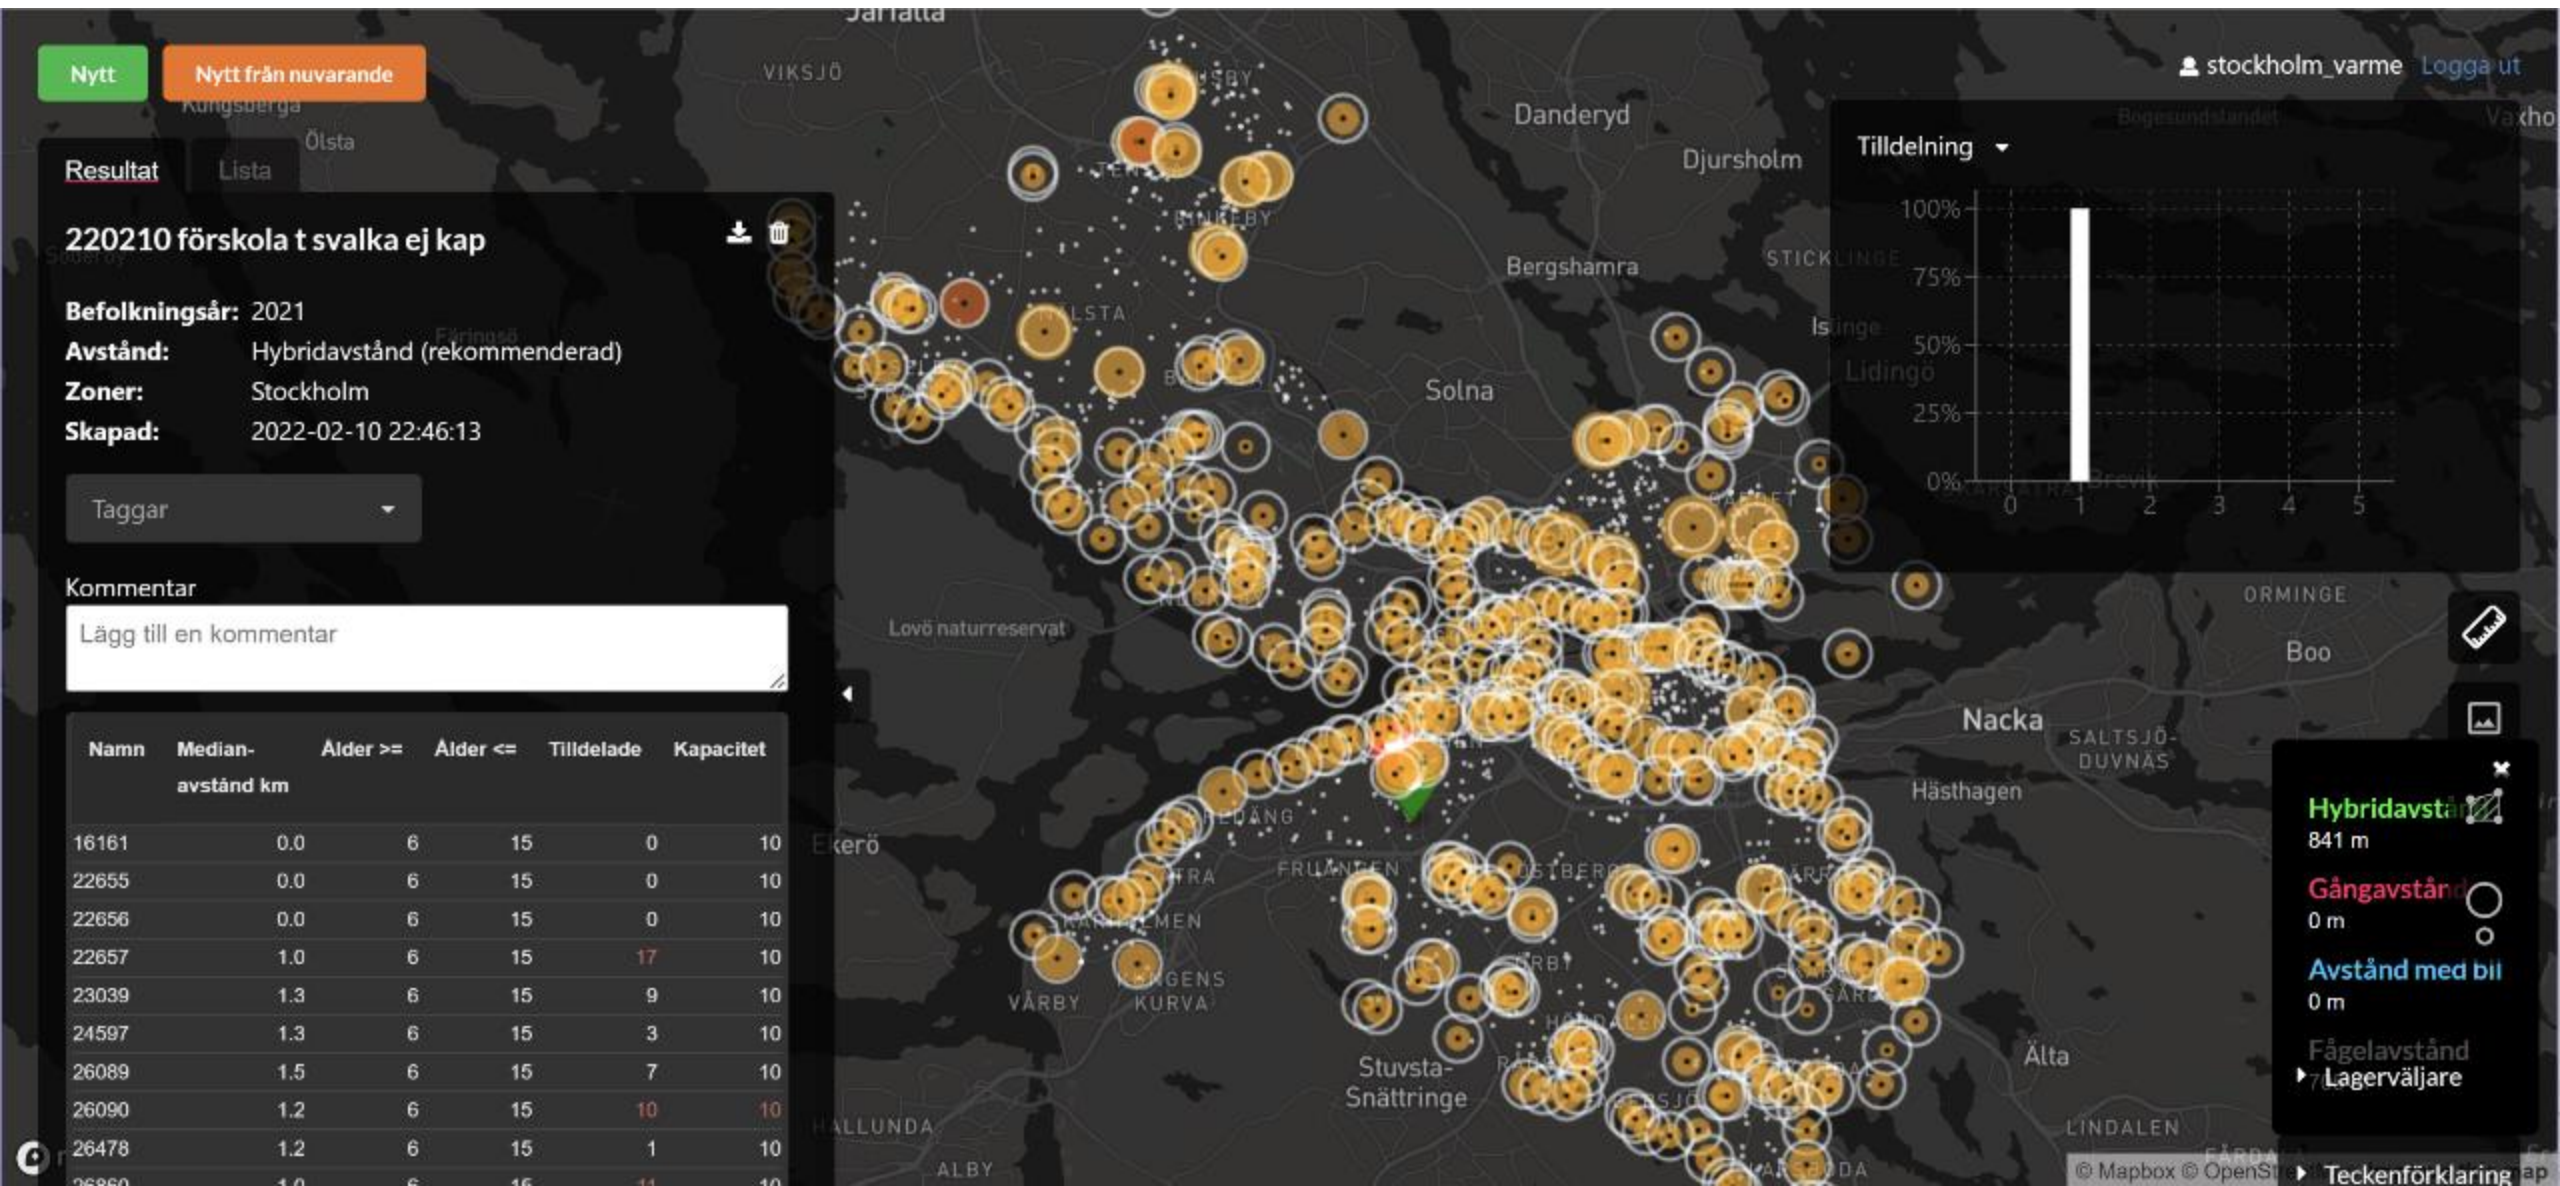 Nytt
Nytt från nuvarande
Resultat
Lista
220210 förskola t svalka ej kap
Befolkningsår: 2021
Avstånd: Hybridavstånd (rekommenderad)
Zoner: Stockholm
Skapad: 2022-02-10 22:46:13
Taggar
Kommentar
Lägg till en kommentar
Namn Median-avstånd km Ålder >= Ålder <= Tilldelade Kapacitet
16161 0.0 6 15 0 10
22655 0.0 6 15 0 10
22656 0.0 6 15 0 10
22657 1.0 6 15 17 10
23039 1.3 6 15 9 10
24597 1.3 6 15 3 10
26089 1.5 6 15 7 10
26090 1.2 6 15 10 10
26478 1.2 6 15 1 10
Kungsberga
Ölsta
Färingsö
Järfälla
VIKSJÖ
Danderyd
Djursholm
Bergshamra
Solna
Lidingö
Brevik
Lovö naturreservat
Ekerö
FRUÄNGEN
VÅRBY
KUNGENS
KURVA
HALLUNDA
ALBY
Stuvsta-
Snättringe
Nacka
SALTSJÖ-
DUVNÄS
Hästhagen
ORMINGE
Boo
Älta
LINDALEN
stockholm_varme
Logga ut
Tilldelning
100%
75%
50%
25%
0%
0 1 2 3 4 5
841 m
0 m
Avstånd med bil
0 m
Fågelavstånd
Lagerväljare
Teckenförklaring
© Mapbox